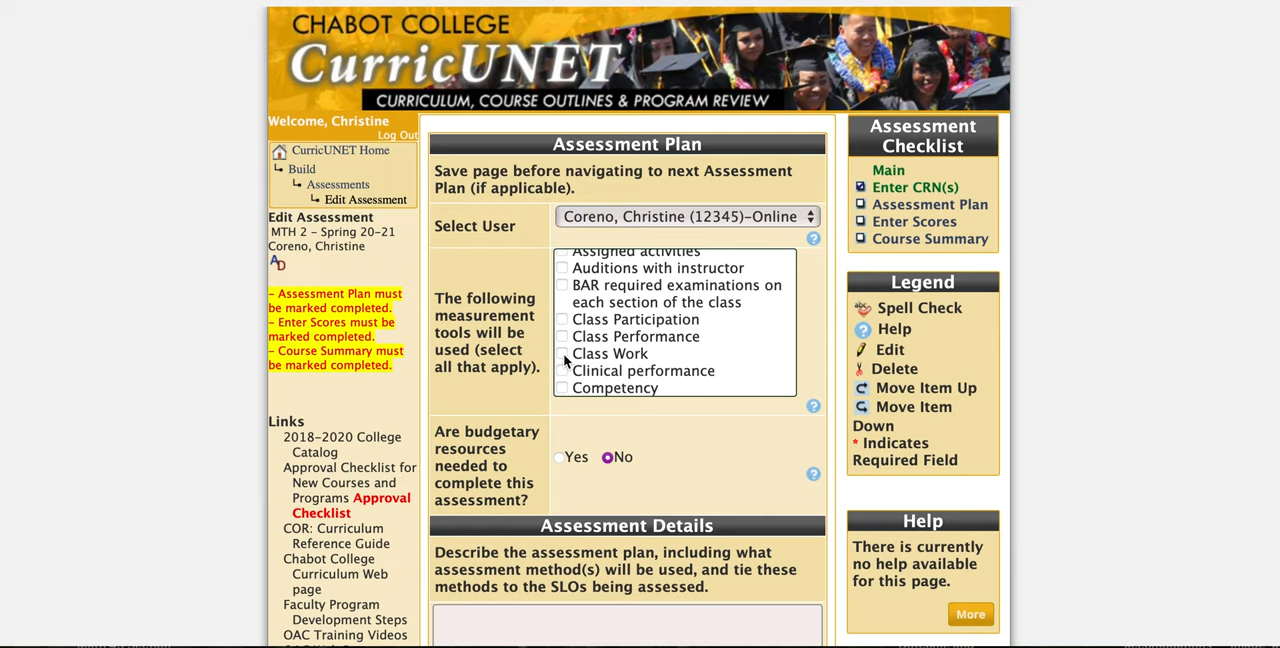 CHABOT COLLEGE
CurricUNET
CURRICULUM, COURSE OUTLINES & PROGRAM REVIEW
Welcome, Christine
Log Out
CurricUNET Home
Build
Assessments
Edit Assessment
Edit Assessment
MTH 2 - Spring 20-21
Coreno, Christine
AD
- Assessment Plan must
be marked completed.
- Enter Scores must be
marked completed.
- Course Summary must
be marked completed.
Links
2018-2020 College
Catalog
Approval Checklist for
New Courses and
Programs Approval
Checklist
COR: Curriculum
Reference Guide
Chabot College
Curriculum Web
page
Faculty Program
Development Steps
OAC Training Videos
Assessment Plan
Save page before navigating to next Assessment
Plan (if applicable).
Select User
Coreno, Christine (12345)-Online
?
The following
measurement
tools will be
used (select
all that apply).
Assigned activities
Auditions with instructor
BAR required examinations on
each section of the class
Class Participation
Class Performance
Class Work
Clinical performance
Competency
?
Are budgetary
resources
needed to
complete this
assessment?
Yes No
?
Assessment Details
Describe the assessment plan, including what
assessment method(s) will be used, and tie these
methods to the SLOs being assessed.
Assessment
Checklist
Main
Enter CRN(s)
Assessment Plan
Enter Scores
Course Summary
Legend
abc Spell Check
? Help
Edit
Delete
Move Item Up
Move Item
Down
* Indicates
Required Field
Help
There is currently
no help available
for this page.
More